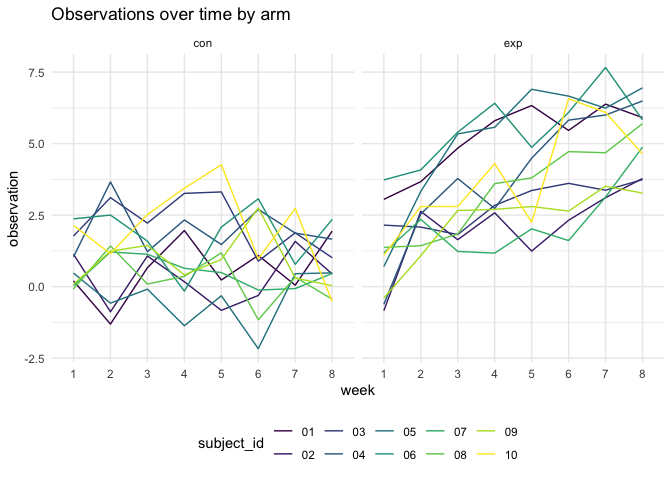 Observations over time by arm
con exp
7.5
5.0
2.5
0.0
-2.5
observation
1 2 3 4 5 6 7 8 1 2 3 4 5 6 7 8
week
subject_id
01 03 05 07 09
02 04 06 08 10